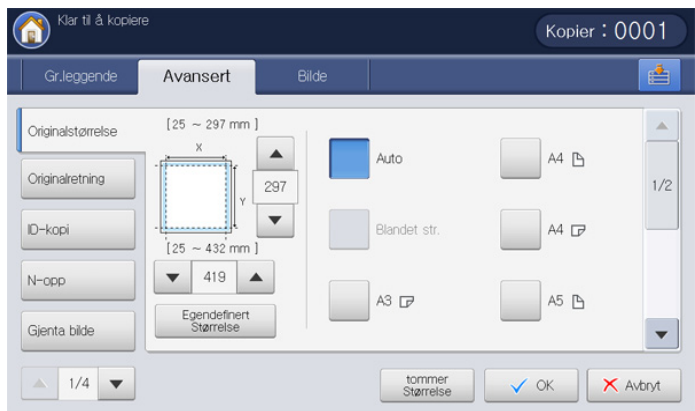 Klar til å kopiere
Kopier : 0001
Gr.leggende
Avansert
Bilde
Originalstørrelse
Originalretning
ID-kopi
N-opp
Gjenta bilde
1/4
[ 25 ~ 297 mm ]
X
Y
297
[ 25 ~ 432 mm ]
419
Egendefinert
Størrelse
Auto
Blandet str.
A3
A4
A4
A5
1/2
tommer
Størrelse
OK
Avbryt